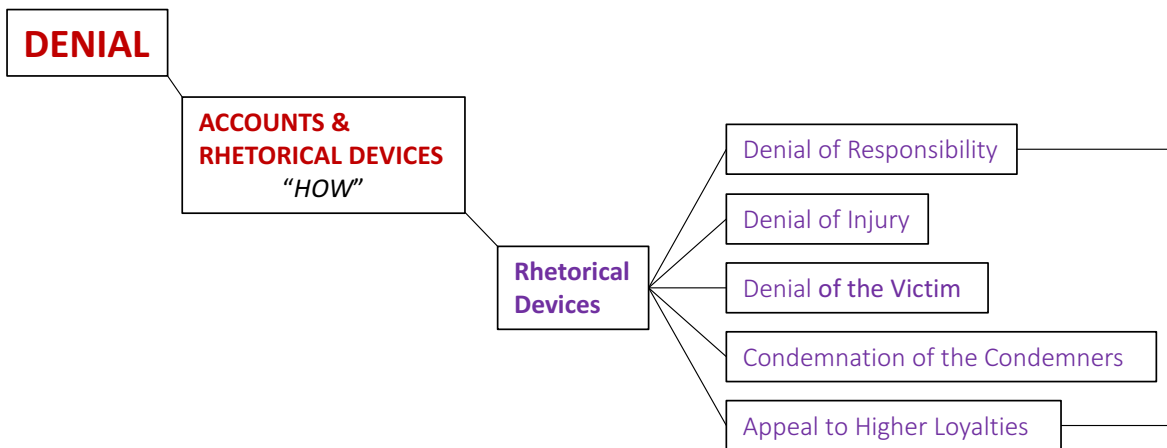 DENIAL
ACCOUNTS &
RHETORICAL DEVICES
“HOW”
Rhetorical
Devices
Denial of Responsibility
Denial of Injury
Denial of the Victim
Condemnation of the Condemners
Appeal to Higher Loyalties